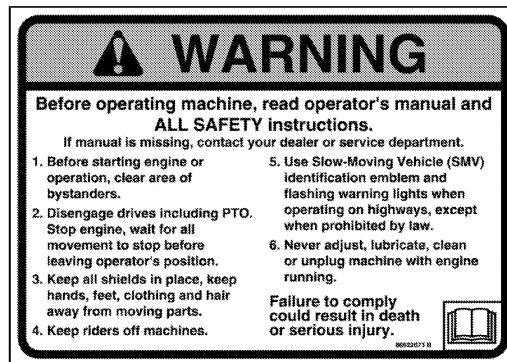 WARNING
Before operating machine, read operator's manual and
ALL SAFETY instructions.
If manual is missing, contact your dealer or service department.
1. Before starting engine or
operation, clear area of
bystanders.
2. Disengage drives including PTO.
Stop engine, wait for all
movement to stop before
leaving operator's position.
3. Keep all shields in place, keep
hands, feet, clothing and hair
away from moving parts.
4. Keep riders off machines.
5. Use Slow-Moving Vehicle (SMV)
identification emblem and
flashing warning lights when
operating on highways, except
when prohibited by law.
6. Never adjust, lubricate, clean
or unplug machine with engine
running.
Failure to comply
could result in death
or serious injury.